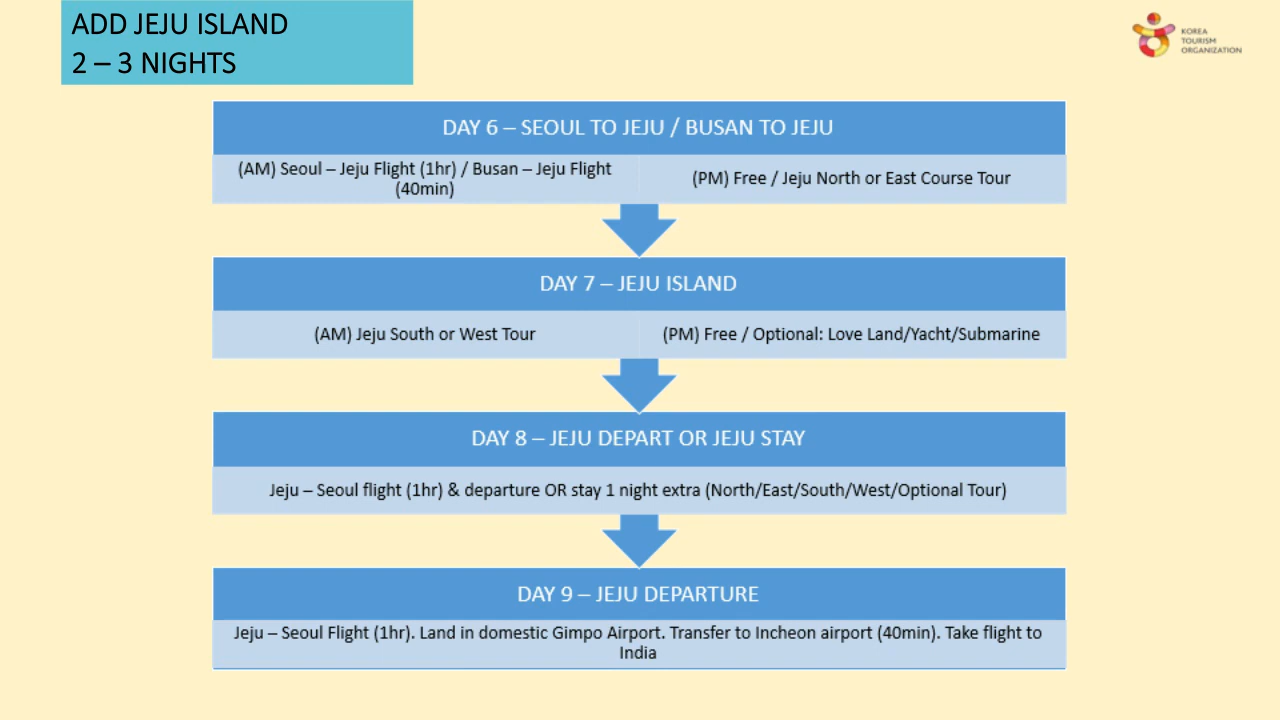 ADD JEJU ISLAND
2 – 3 NIGHTS
KOREA
TOURISM
ORGANIZATION
DAY 6 – SEOUL TO JEJU / BUSAN TO JEJU
(AM) Seoul – Jeju Flight (1hr) / Busan – Jeju Flight
(40min)
(PM) Free / Jeju North or East Course Tour
DAY 7 – JEJU ISLAND
(AM) Jeju South or West Tour
(PM) Free / Optional: Love Land/Yacht/Submarine
DAY 8 – JEJU DEPART OR JEJU STAY
Jeju – Seoul flight (1hr) & departure OR stay 1 night extra (North/East/South/West/Optional Tour)
DAY 9 – JEJU DEPARTURE
Jeju – Seoul Flight (1hr). Land in domestic Gimpo Airport. Transfer to Incheon airport (40min). Take flight to
India